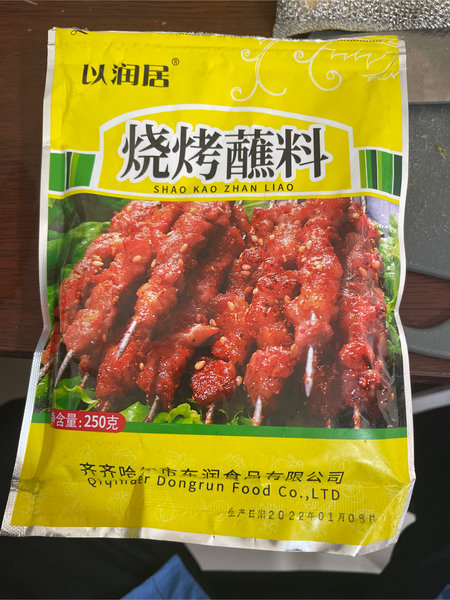 以润居®
烧烤蘸料
SHAO KAO ZHAN LIAO
含量: 250克
齐齐哈尔市东润食品有限公司
Qiqihaer Dongrun Food Co.,LTD
生产日期2022年01月08日